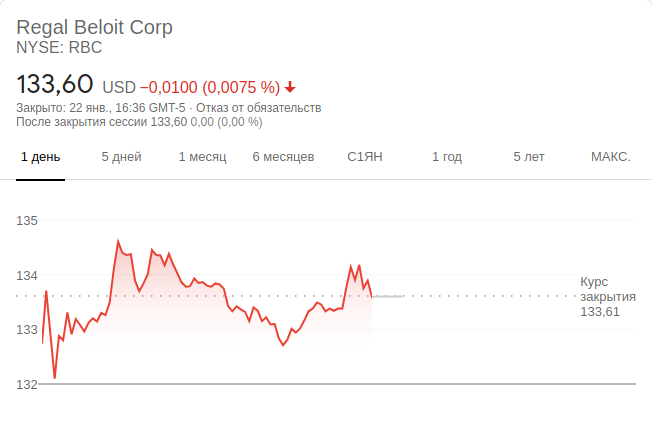 Regal Beloit Corp
NYSE: RBC
133,60 USD −0,0100 (0,0075 %)
Закрыто: 22 янв., 16:36 GMT-5 · Отказ от обязательств
После закрытия сессии 133,60 0,00 (0,00 %)
1 день 5 дней 1 месяц 6 месяцев С1ЯН 1 год 5 лет МАКС.
135
134
Курс
закрытия
133,61
133
132